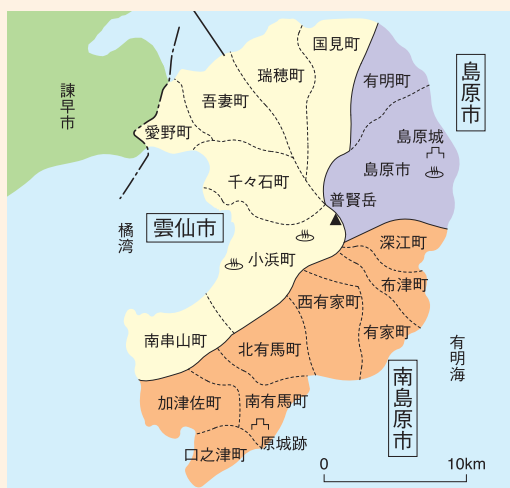 国見町
瑞穂町
吾妻町
愛野町
諫早市
有明町
島原市
島原城
島原市
千々石町
普賢岳
雲仙市
橘湾
小浜町
深江町
布津町
西有家町
有家町
南串山町
北有馬町
有明海
加津佐町
南有馬町
原城跡
口之津町
南島原市
0 10km